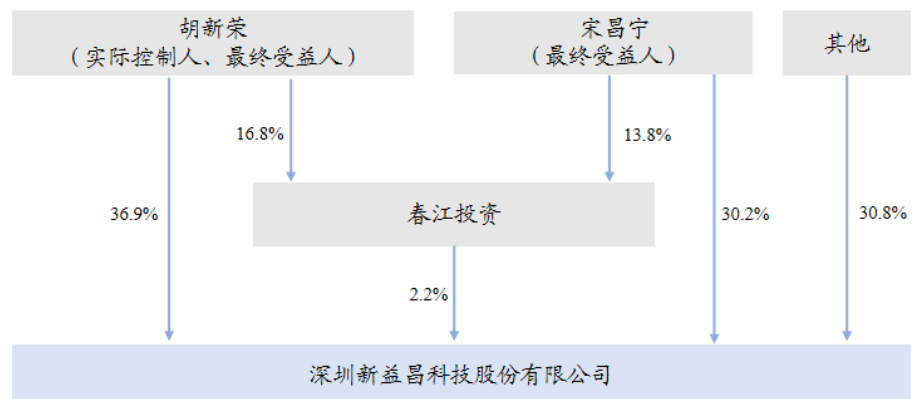 胡新荣
（实际控制人、最终受益人）
宋昌宁
（最终受益人）
其他
16.8%
13.8%
36.9%
春江投资
30.2%
30.8%
2.2%
深圳新益昌科技股份有限公司